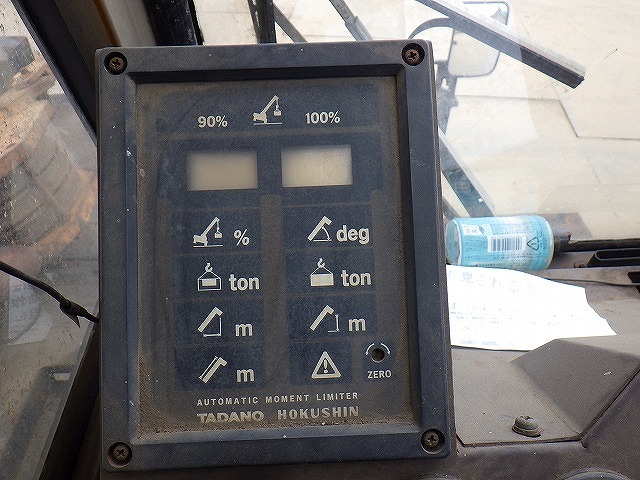 90% 100%
% deg
ton ton
m m
m
ZERO
AUTOMATIC MOMENT LIMITER
TADANO HOKUSHIN